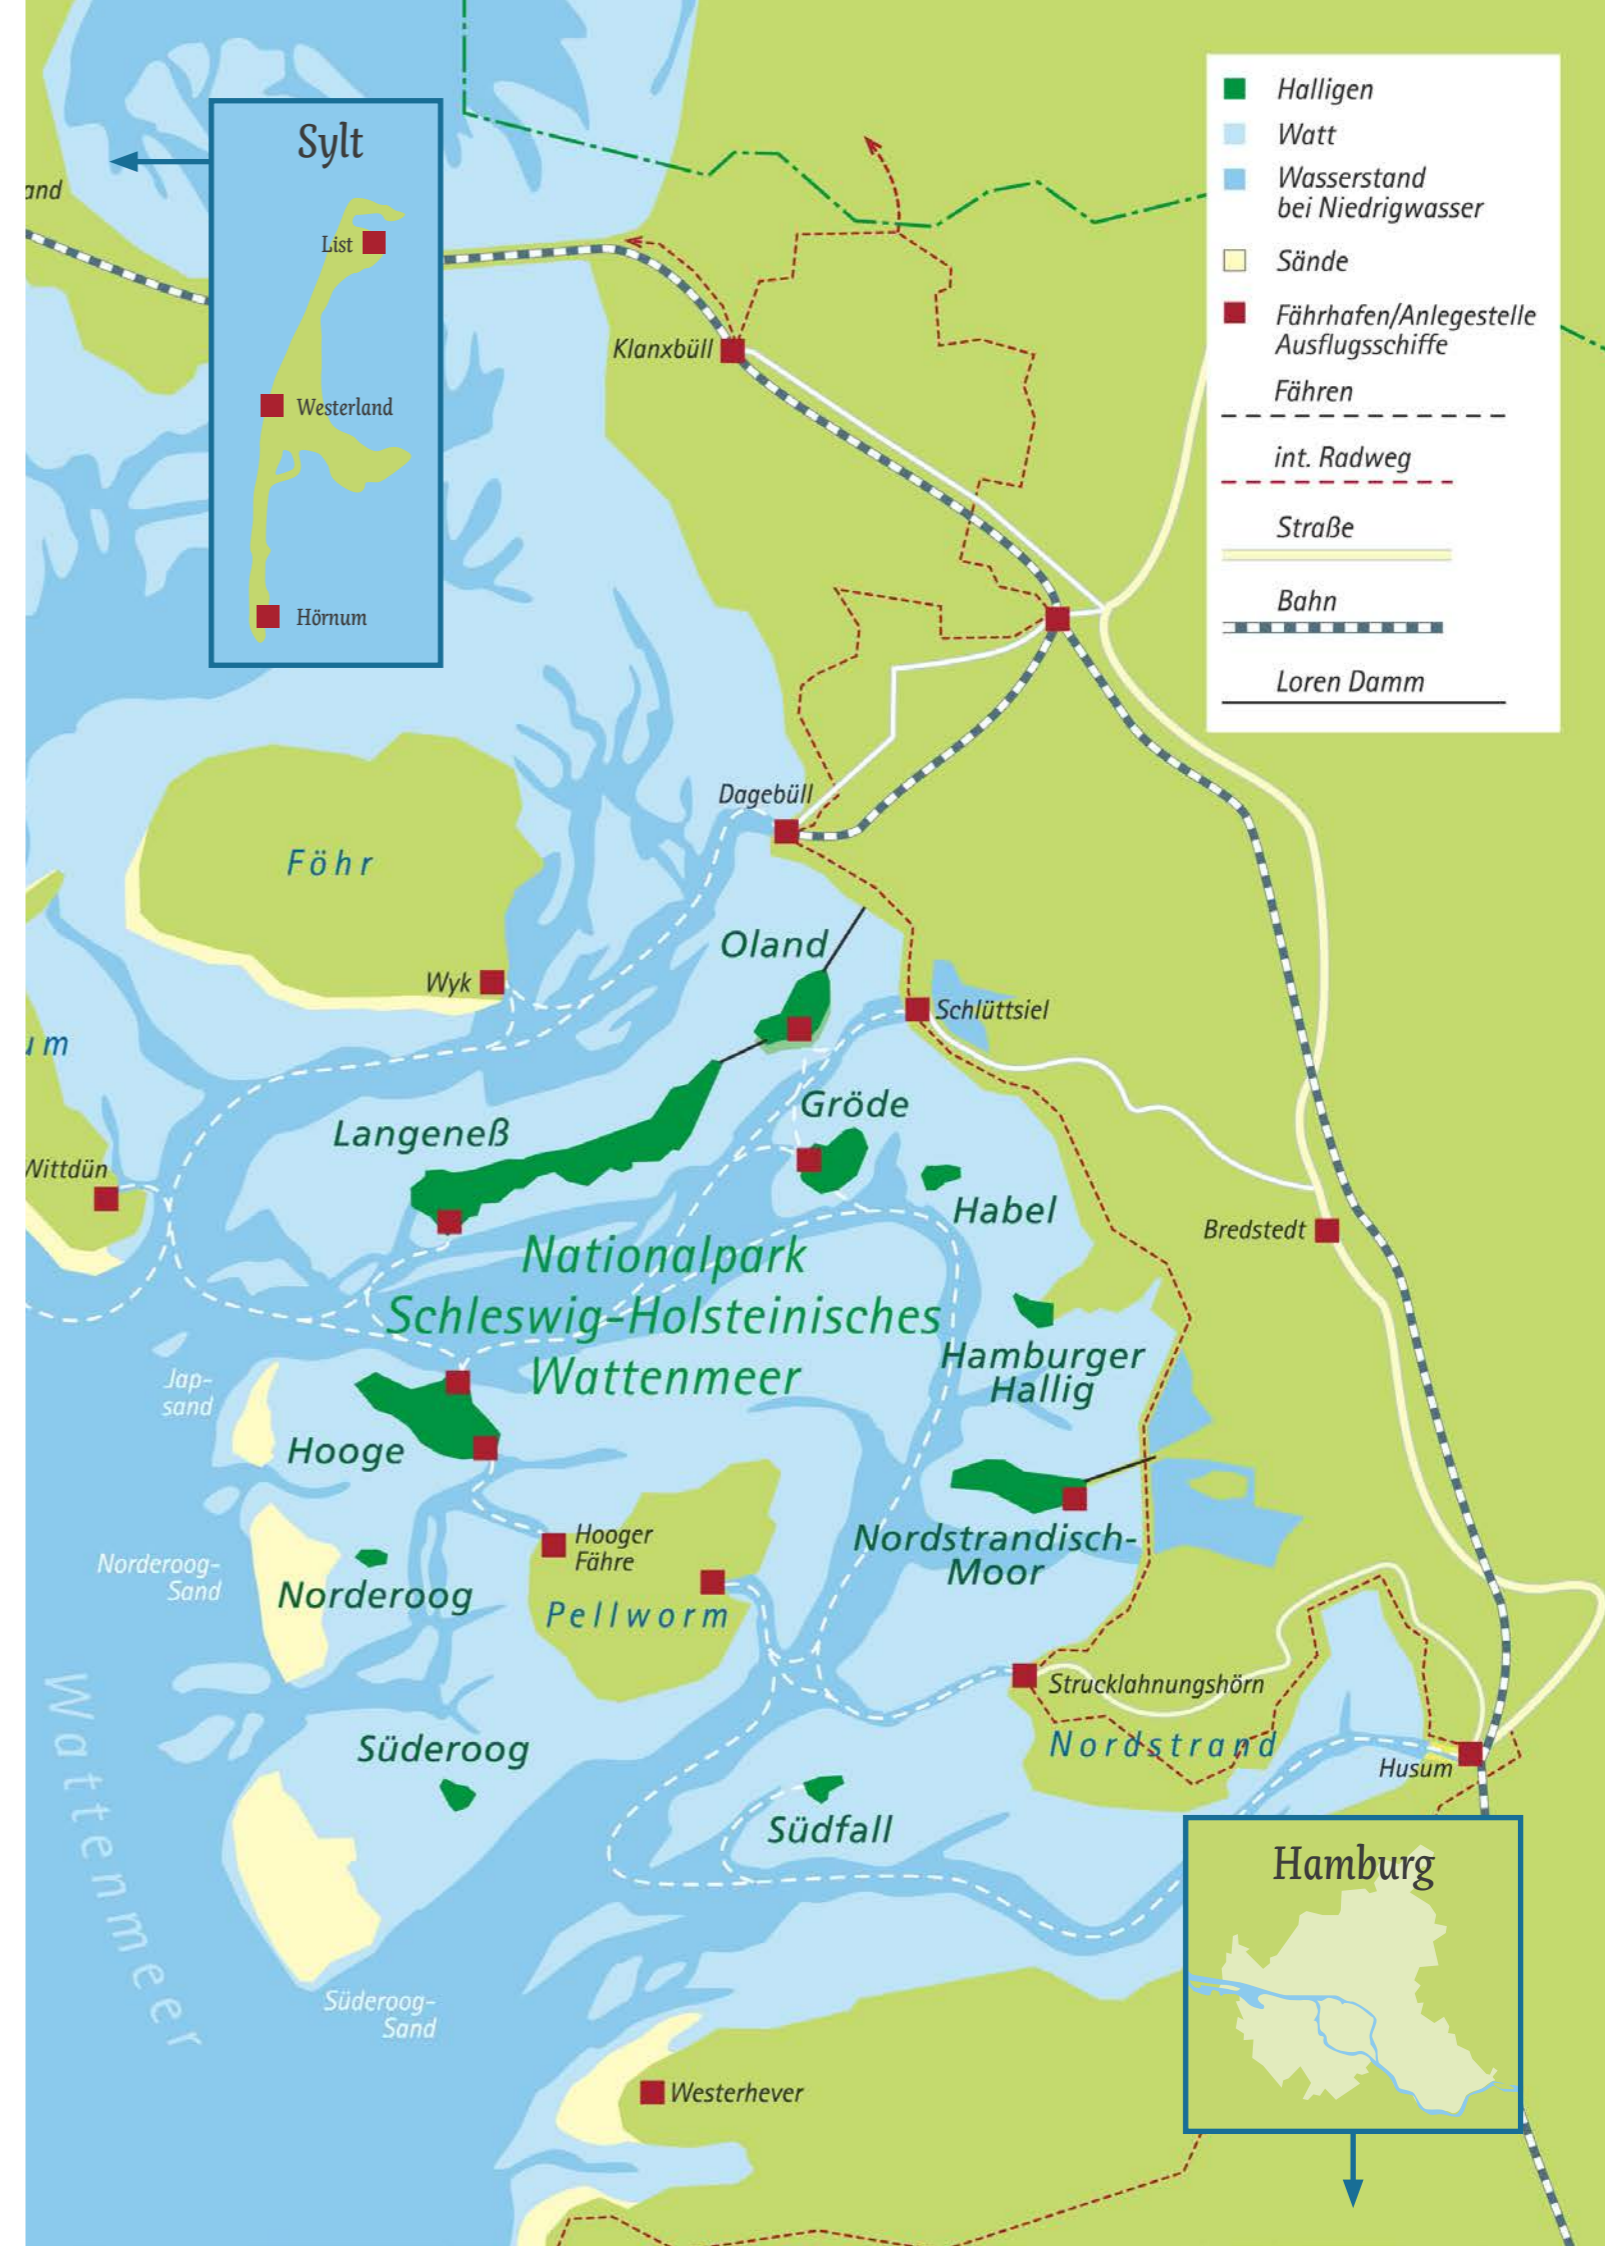 Sylt
List
Westerland
Hörnum
Halligen
Watt
Wasserstand
bei Niedrigwasser
Sände
Fährhafen/Anlegestelle
Ausflugsschiffe
Fähren
int. Radweg
Straße
Bahn
Loren Damm
and
Klanxbüll
Dagebüll
Föhr
Oland
Wyk
Schlüttsiel
um
Gröde
Langeneß
Wittdün
Habel
Bredstedt
Nationalpark
Schleswig-Holsteinisches
Wattenmeer
Hamburger
Hallig
Jap-
sand
Hooge
Nordstrandisch-
Moor
Hooger
Fähre
Norderoog-
Sand
Norderoog
Pellworm
Strucklahnungshörn
Nordstrand
Husum
Süderoog
Südfall
Wattenmeer
Hamburg
Süderoog-
Sand
Westerhever